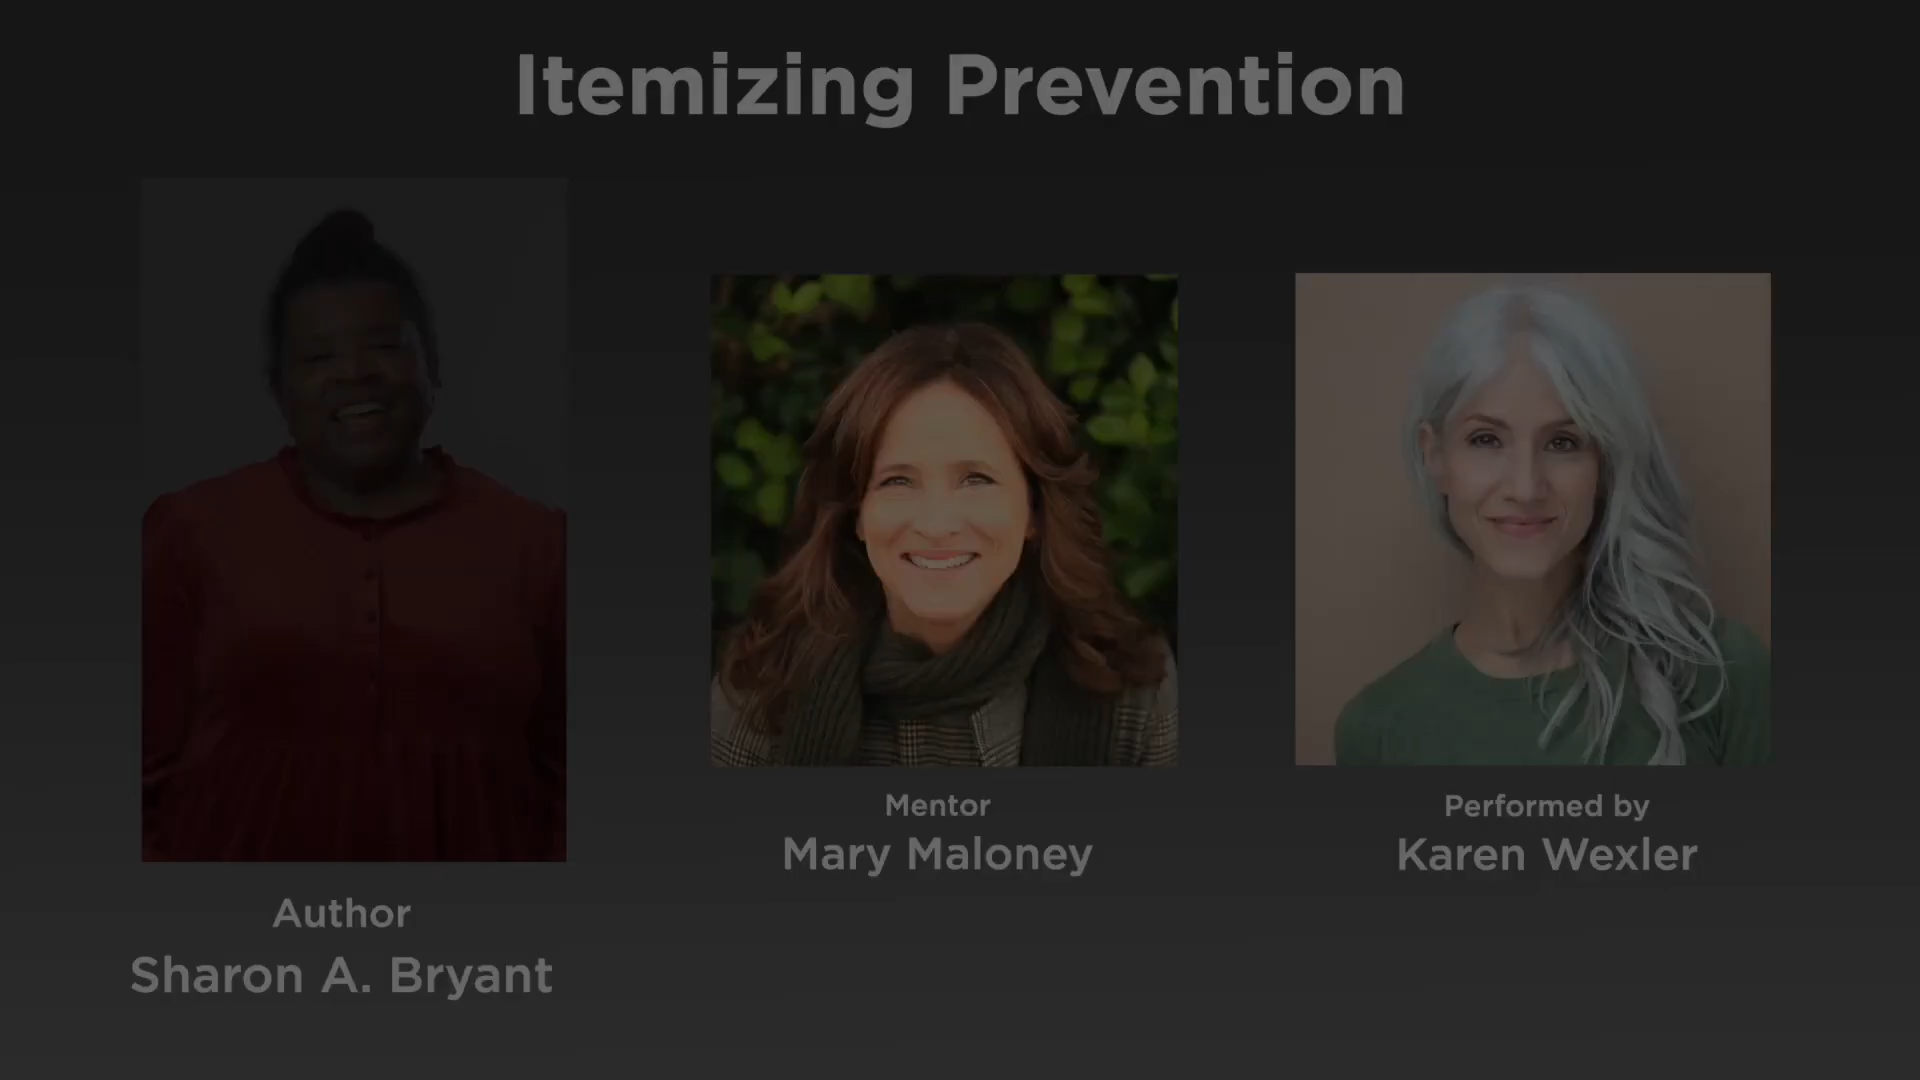 Itemizing Prevention
Author
Sharon A. Bryant
Mentor
Mary Maloney
Performed by
Karen Wexler